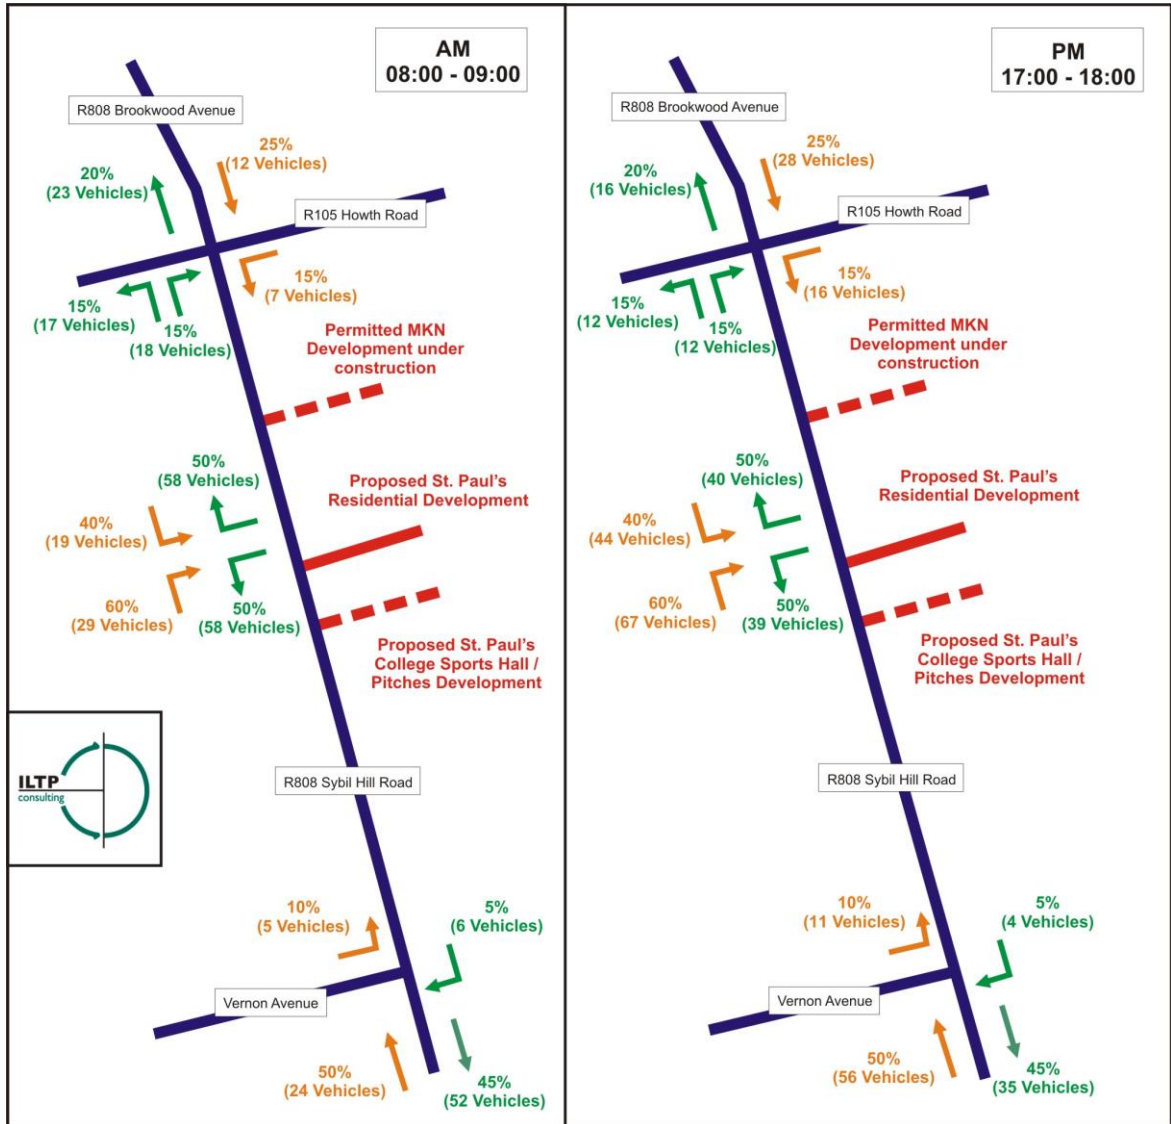 AM
08:00 - 09:00
R808 Brookwood Avenue
25%
(12 Vehicles)
20%
(23 Vehicles)
R105 Howth Road
15%
(7 Vehicles)
15%
(17 Vehicles)
15%
(18 Vehicles)
Permitted MKN
Development under
construction
50%
(58 Vehicles)
Proposed St. Paul's
Residential Development
40%
(19 Vehicles)
60%
(29 Vehicles)
50%
(58 Vehicles)
Proposed St. Paul's
College Sports Hall /
Pitches Development
ILTP
consulting
R808 Sybil Hill Road
10%
(5 Vehicles)
5%
(6 Vehicles)
Vernon Avenue
50%
(24 Vehicles)
45%
(52 Vehicles)
PM
17:00 - 18:00
R808 Brookwood Avenue
25%
(28 Vehicles)
20%
(16 Vehicles)
R105 Howth Road
15%
(16 Vehicles)
15%
(12 Vehicles)
15%
(12 Vehicles)
Permitted MKN
Development under
construction
50%
(40 Vehicles)
Proposed St. Paul's
Residential Development
40%
(44 Vehicles)
60%
(67 Vehicles)
50%
(39 Vehicles)
Proposed St. Paul's
College Sports Hall /
Pitches Development
R808 Sybil Hill Road
10%
(11 Vehicles)
5%
(4 Vehicles)
Vernon Avenue
50%
(56 Vehicles)
45%
(35 Vehicles)